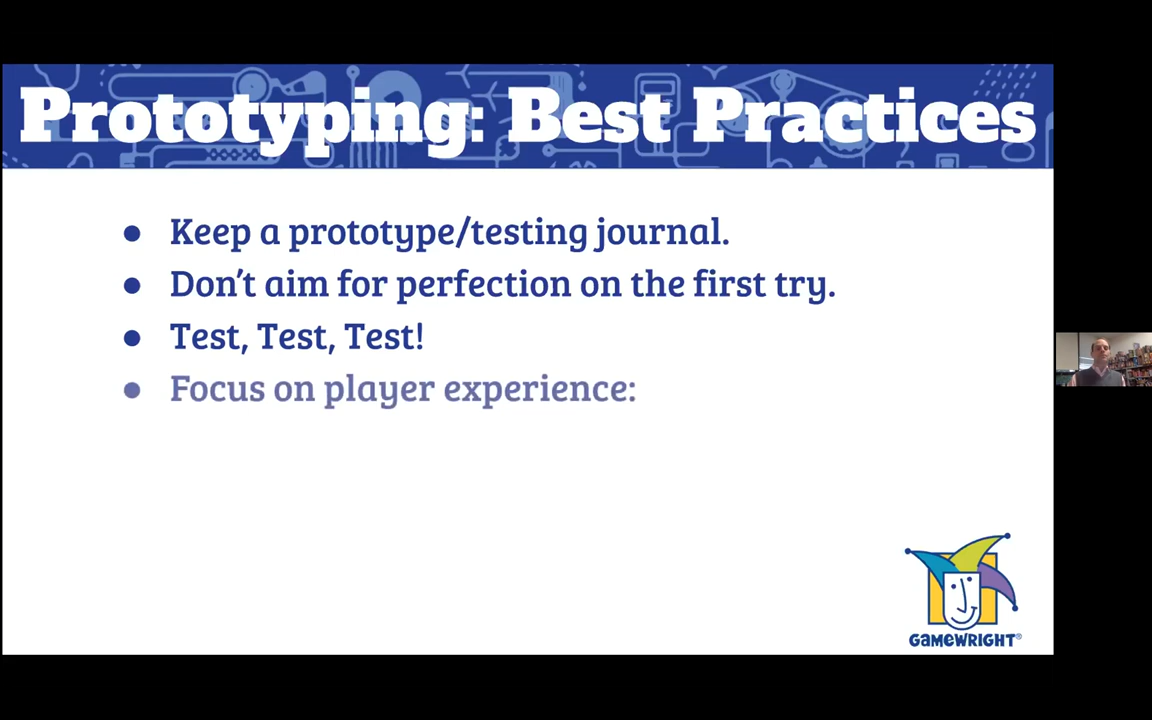 Prototyping: Best Practices
● Keep a prototype/testing journal.
● Don’t aim for perfection on the first try.
● Test, Test, Test!
● Focus on player experience:
GAMEWRIGHT®